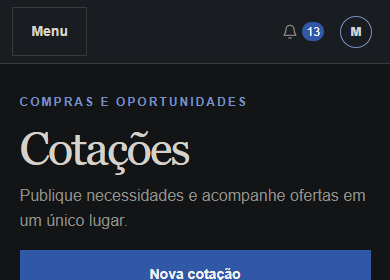 Menu
13
M
COMPRAS E OPORTUNIDADES
Cotações
Publique necessidades e acompanhe ofertas em
um único lugar.
Nova cotação